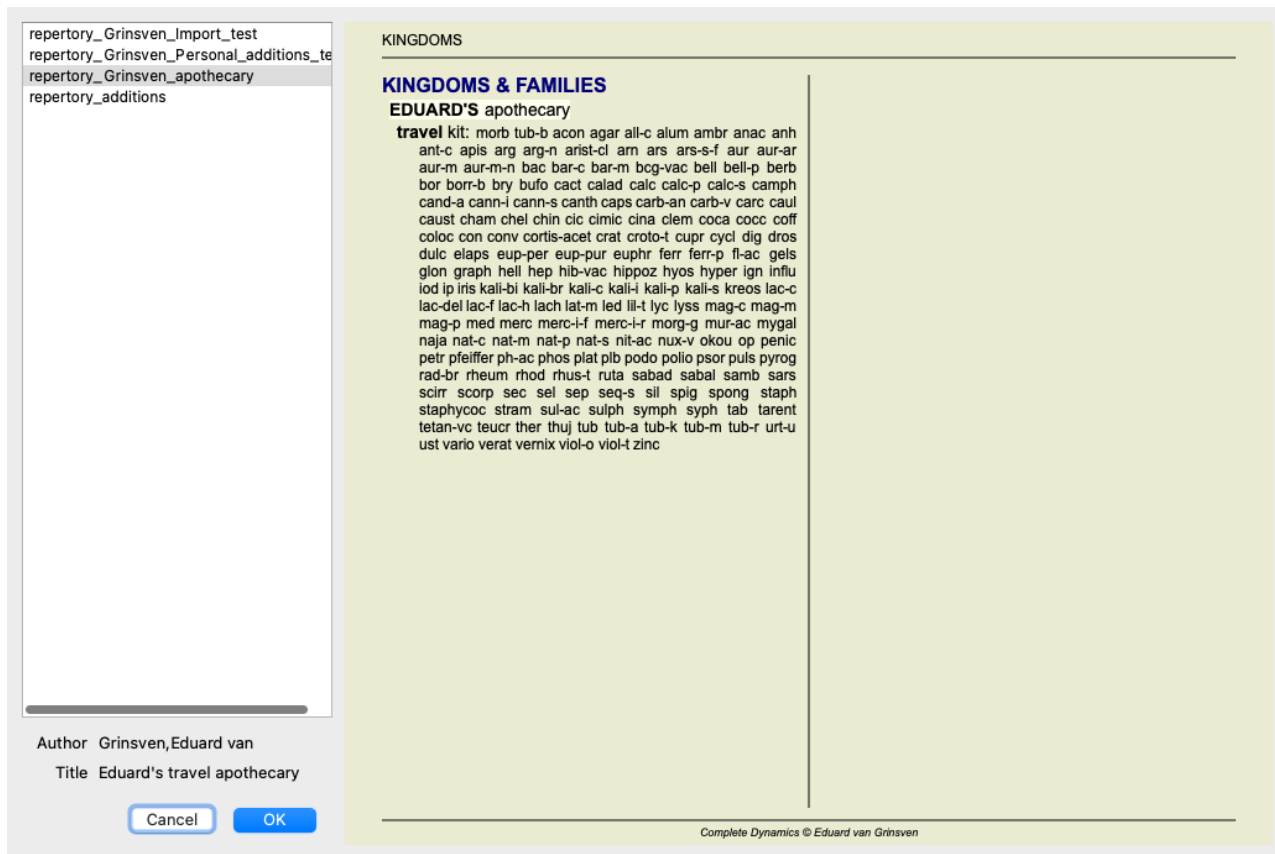 repertory_Grinsven_Import_test
repertory_Grinsven_Personal_additions_te
repertory_Grinsven_apothecary
repertory_additions
Author Grinsven,Eduard van
Title Eduard's travel apothecary
Cancel OK
KINGDOMS
KINGDOMS & FAMILIES
EDUARD'S apothecary
travel kit: morb tub-b acon agar all-c alum ambr anac anh
ant-c apis arg arg-n arist-cl arn ars ars-s-f aur aur-ar
aur-m aur-m-n bac bar-c bar-m bcg-vac bell bell-p berb
bor borr-b bry bufo cact calad calc calc-p calc-s camph
cand-a cann-i cann-s canth caps carb-an carb-v carc caul
caust cham chel chin cic cimic cina clem coca cocc coff
coloc con conv cortis-acet crat croto-t cupr cycl dig dros
dulc elaps eup-per eup-pur euphr ferr ferr-p fl-ac gels
glon graph hell hep hib-vac hippoz hyos hyper ign influ
iod ip iris kali-bi kali-br kali-c kali-i kali-p kali-s kreos lac-c
lac-del lac-f lac-h lach lat-m led lil-t lyc lyss mag-c mag-m
mag-p med merc merc-i-f merc-i-r morg-g mur-ac mygal
naja nat-c nat-m nat-p nat-s nit-ac nux-v okou op penic
petr pfeiffer ph-ac phos plat plb podo polio psor puls pyrog
rad-br rheum rhod rhus-t ruta sabad sabal samb sars
scirr scorp sec sel sep seq-s sil spig spong staph
staphycoc stram sul-ac sulph symph syph tab tarent
tetan-vc teucr ther thuj tub tub-a tub-k tub-m tub-r urt-u
ust vario verat vernix viol-o viol-t zinc
Complete Dynamics © Eduard van Grinsven